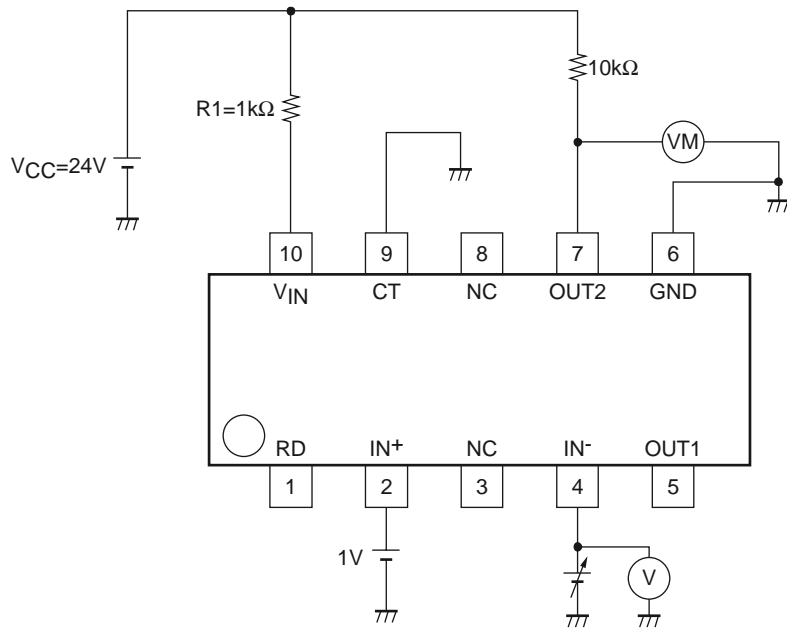 10kΩ
R1=1kΩ
VM
VCC=24V
10 9 8 7 6
VIN CT NC OUT2 GND
RD IN+ NC IN- OUT1
1 2 3 4 5
1V
V